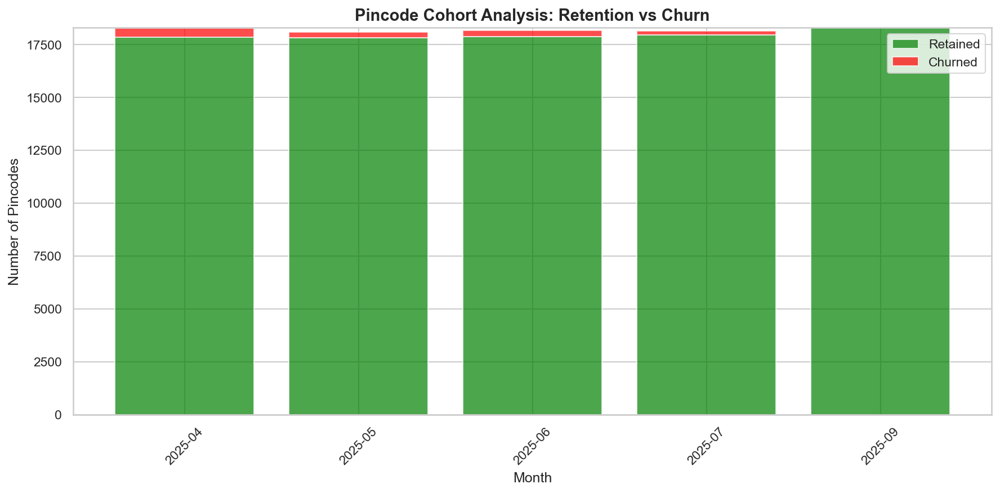 Pincode Cohort Analysis: Retention vs Churn
Retained
Churned
Number of Pincodes
17500
15000
12500
10000
7500
5000
2500
0
2025-04
2025-05
2025-06
2025-07
2025-09
Month